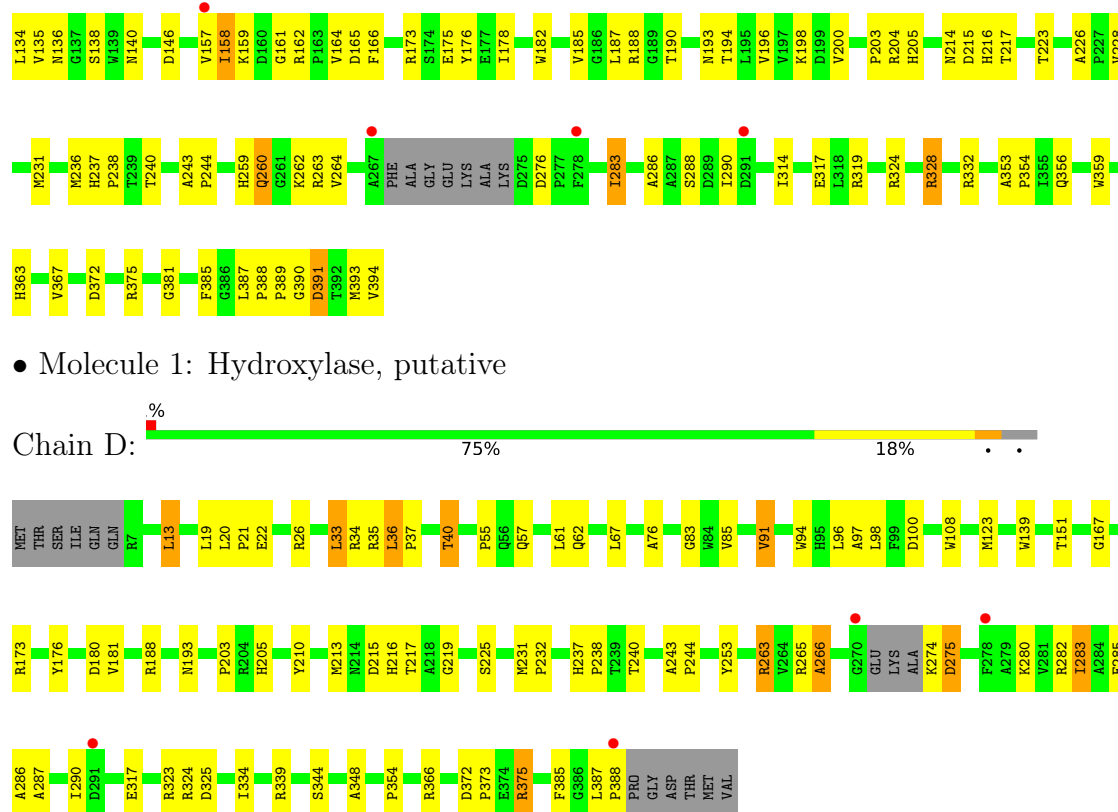 L134 V135 N136 G137 S138 W139 N140 D146 V157 I158 K159 D160 G161 R162 P163 V164 D165 F166 R173 S174 E175 Y176 E177 I178 W182 V185 G186 L187 R188 G189 T190 N193 T194 L195 V196 V197 K198 D199 V200 P203 R204 H205 N214 D215 H216 T217 T223 A226 P227 V228
M231 M236 H237 P238 T239 T240 A243 P244 H259 Q260 G261 K262 R263 V264 A267 PHE ALA GLY GLU LYS ALA LYS D275 D276 P277 F278 I283 A286 A287 S288 D289 I290 D291 I314 E317 L318 R319 R324 R328 R332 A353 P354 I355 Q356 W359
H363 V367 D372 R375 G381 F385 G386 L387 P388 P389 G390 D391 T392 M393 V394
• Molecule 1: Hydroxylase, putative
.%
Chain D:
75% 18% • •
MET THR SER ILE GLN GLN R7 L13 L19 L20 P21 E22 R26 L33 R34 R35 L36 P37 T40 P55 Q56 Q57 L61 Q62 L67 A76 G83 W84 V85 V91 W94 H95 L96 A97 L98 F99 D100 W108 M123 W139 T151 G167
R173 Y176 D180 V181 R188 N193 P203 R204 H205 Y210 M213 N214 D215 H216 T217 A218 G219 S225 M231 P232 H237 P238 T239 T240 A243 P244 Y253 R263 V264 R265 A266 G270 GLU LYS ALA K274 D275 F278 A279 K280 V281 R282 I283 A284 E285
A286 A287 I290 D291 E317 R323 R324 D325 I334 R339 S344 A348 P354 R366 D372 P373 E374 R375 F385 G386 L387 P388 PRO GLY ASP THR MET VAL